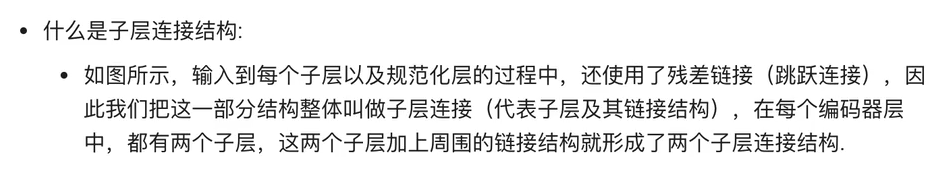 什么是子层连接结构:
如图所示，输入到每个子层以及规范化层的过程中，还使用了残差链接（跳跃连接），因
此我们把这一部分结构整体叫做子层连接（代表子层及其链接结构），在每个编码器层
中，都有两个子层，这两个子层加上周围的链接结构就形成了两个子层连接结构.